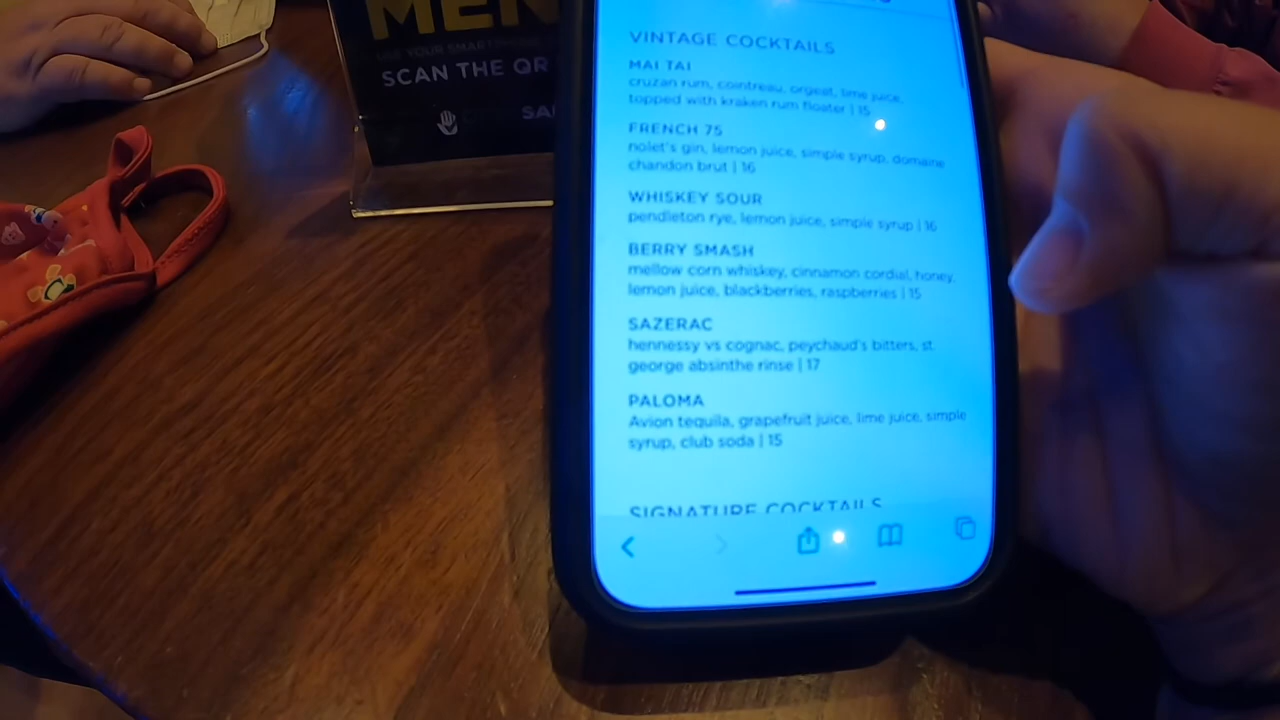 MEN
USE YOUR SMARTPHONE
SCAN THE QR
VINTAGE COCKTAILS
MAI TAI
cruzan rum, cointreau, orgeat, lime juice,
topped with kraken rum floater | 15
FRENCH 75
nolet's gin, lemon juice, simple syrup, domaine
chandon brut | 16
WHISKEY SOUR
pendleton rye, lemon juice, simple syrup | 16
BERRY SMASH
mellow corn whiskey, cinnamon cordial, honey,
lemon juice, blackberries, raspberries | 15
SAZERAC
hennessy vs cognac, peychaud's bitters, st.
george absinthe rinse | 17
PALOMA
Avion tequila, grapefruit juice, lime juice, simple
syrup, club soda | 15
SIGNATURE COCKTAILS